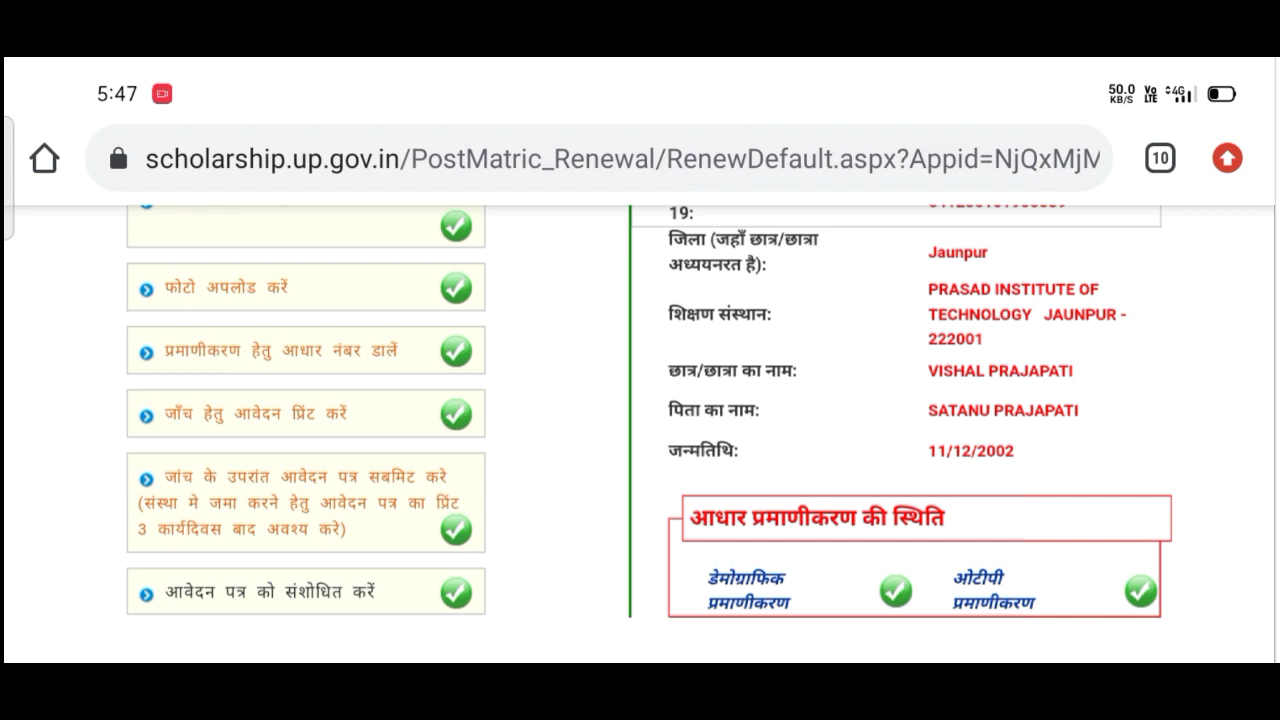 5:47
50.0 KB/S Vo LTE 4G
scholarship.up.gov.in/PostMatric_Renewal/RenewDefault.aspx?Appid=NjQxMjM
10
फोटो अपलोड करें
प्रमाणीकरण हेतु आधार नंबर डालें
जाँच हेतु आवेदन प्रिंट करें
जांच के उपरांत आवेदन पत्र सबमिट करे
(संस्था मे जमा करने हेतु आवेदन पत्र का प्रिंट
3 कार्यदिवस बाद अवश्य करे)
आवेदन पत्र को संशोधित करें
19:
जिला (जहाँ छात्र/छात्रा
अध्ययनरत है):
Jaunpur
शिक्षण संस्थान:
PRASAD INSTITUTE OF
TECHNOLOGY JAUNPUR -
222001
छात्र/छात्रा का नाम:
VISHAL PRAJAPATI
पिता का नाम:
SATANU PRAJAPATI
जन्मतिथि:
11/12/2002
आधार प्रमाणीकरण की स्थिति
डेमोग्राफिक
प्रमाणीकरण
ओटीपी
प्रमाणीकरण